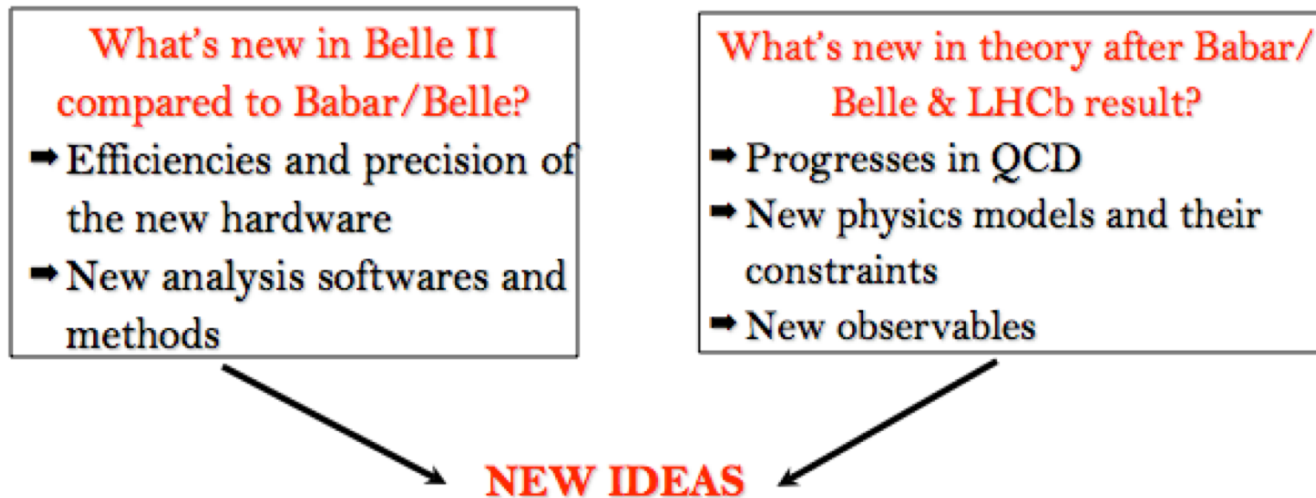 What's new in Belle II
compared to Babar/Belle?
➡ Efficiencies and precision of
the new hardware
➡ New analysis softwares and
methods
What's new in theory after Babar/
Belle & LHCb result?
➡ Progresses in QCD
➡ New physics models and their
constraints
➡ New observables
NEW IDEAS